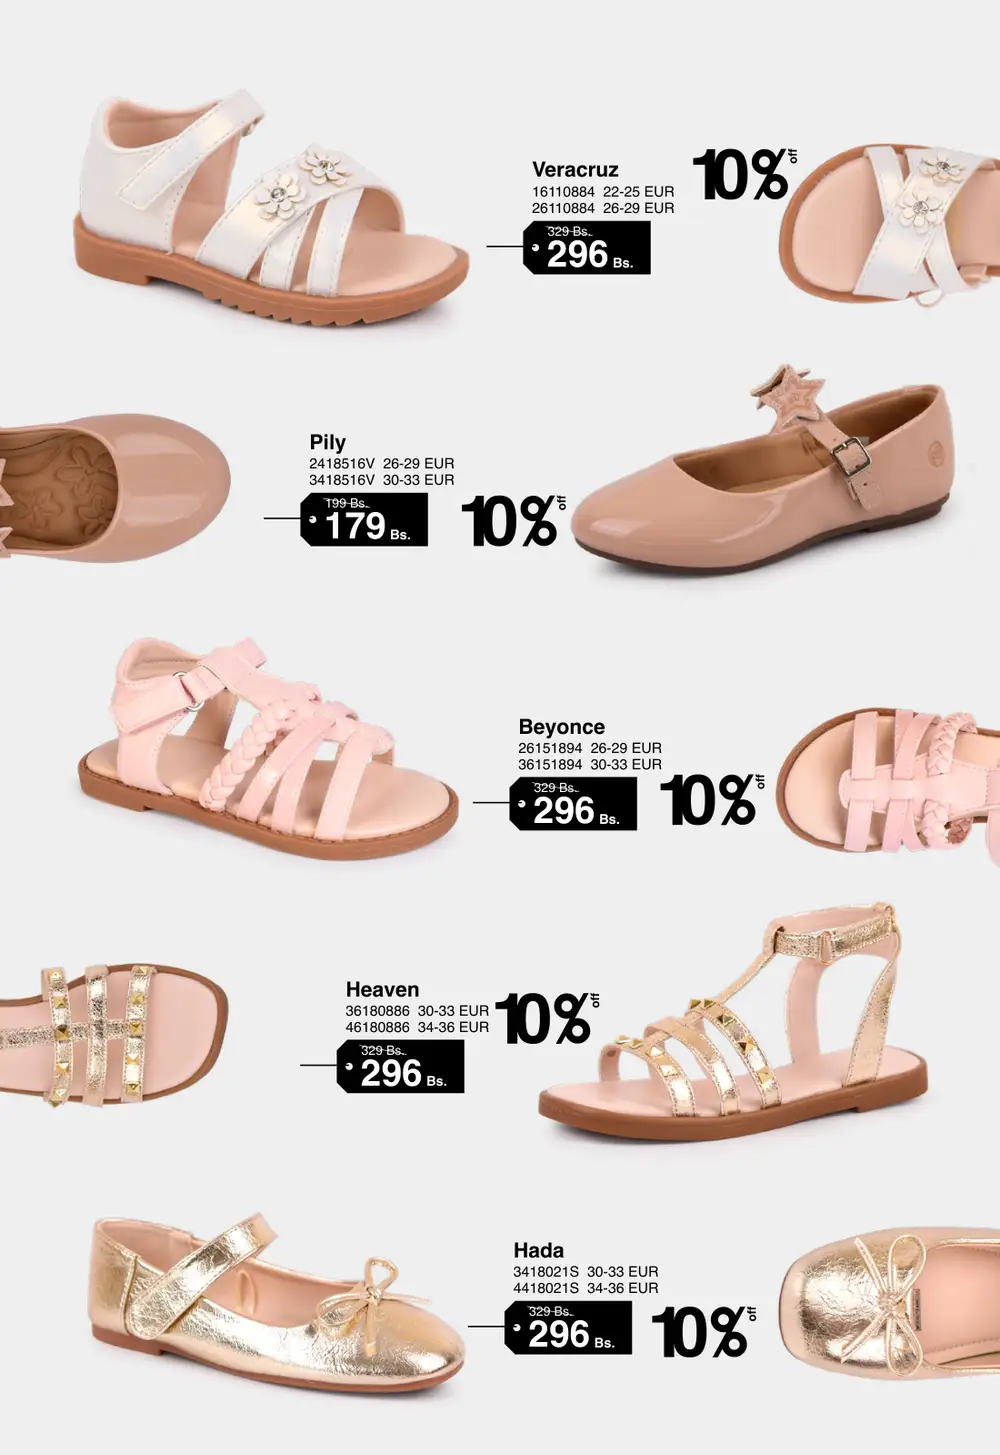 Veracruz
16110884 22-25 EUR
26110884 26-29 EUR
329 Bs.
296 Bs.
10% off
Pily
2418516V 26-29 EUR
3418516V 30-33 EUR
199 Bs.
179 Bs.
10% off
Beyonce
26151894 26-29 EUR
36151894 30-33 EUR
329 Bs.
296 Bs.
10% off
Heaven
36180886 30-33 EUR
46180886 34-36 EUR
329 Bs.
296 Bs.
10% off
Hada
3418021S 30-33 EUR
4418021S 34-36 EUR
329 Bs.
296 Bs.
10% off